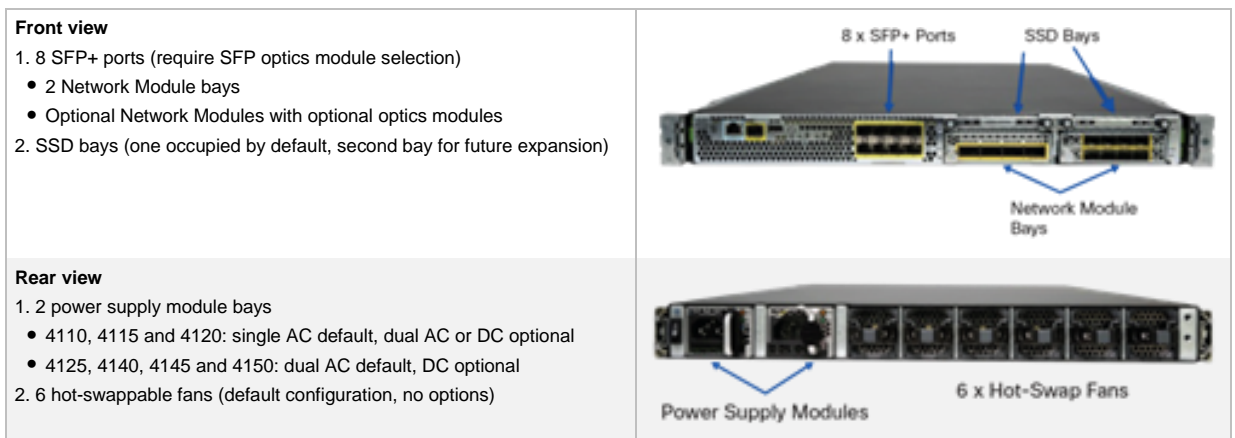 Front view
1. 8 SFP+ ports (require SFP optics module selection)
• 2 Network Module bays
• Optional Network Modules with optional optics modules
2. SSD bays (one occupied by default, second bay for future expansion)
8 x SFP+ Ports
SSD Bays
Network Module
Bays
Rear view
1. 2 power supply module bays
• 4110, 4115 and 4120: single AC default, dual AC or DC optional
• 4125, 4140, 4145 and 4150: dual AC default, DC optional
2. 6 hot-swappable fans (default configuration, no options)
Power Supply Modules
6 x Hot-Swap Fans